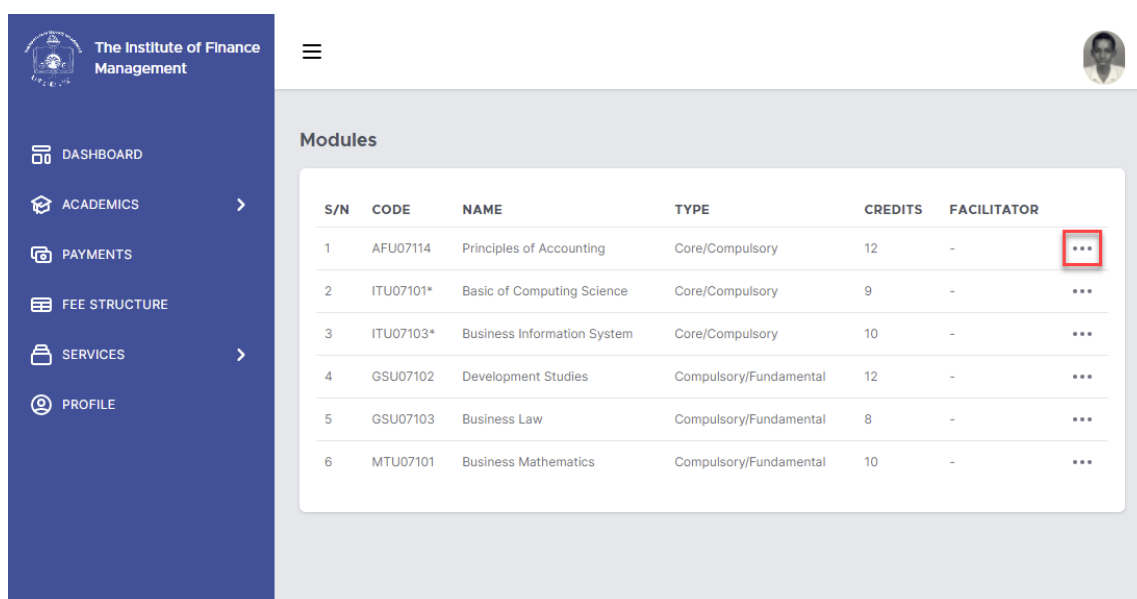 The Institute of Finance
Management
DASHBOARD
ACADEMICS
PAYMENTS
FEE STRUCTURE
SERVICES
PROFILE
Modules
S/N CODE NAME TYPE CREDITS FACILITATOR
1 AFU07114 Principles of Accounting Core/Compulsory 12 -
2 ITU07101* Basic of Computing Science Core/Compulsory 9 -
3 ITU07103* Business Information System Core/Compulsory 10 -
4 GSU07102 Development Studies Compulsory/Fundamental 12 -
5 GSU07103 Business Law Compulsory/Fundamental 8 -
6 MTU07101 Business Mathematics Compulsory/Fundamental 10 -